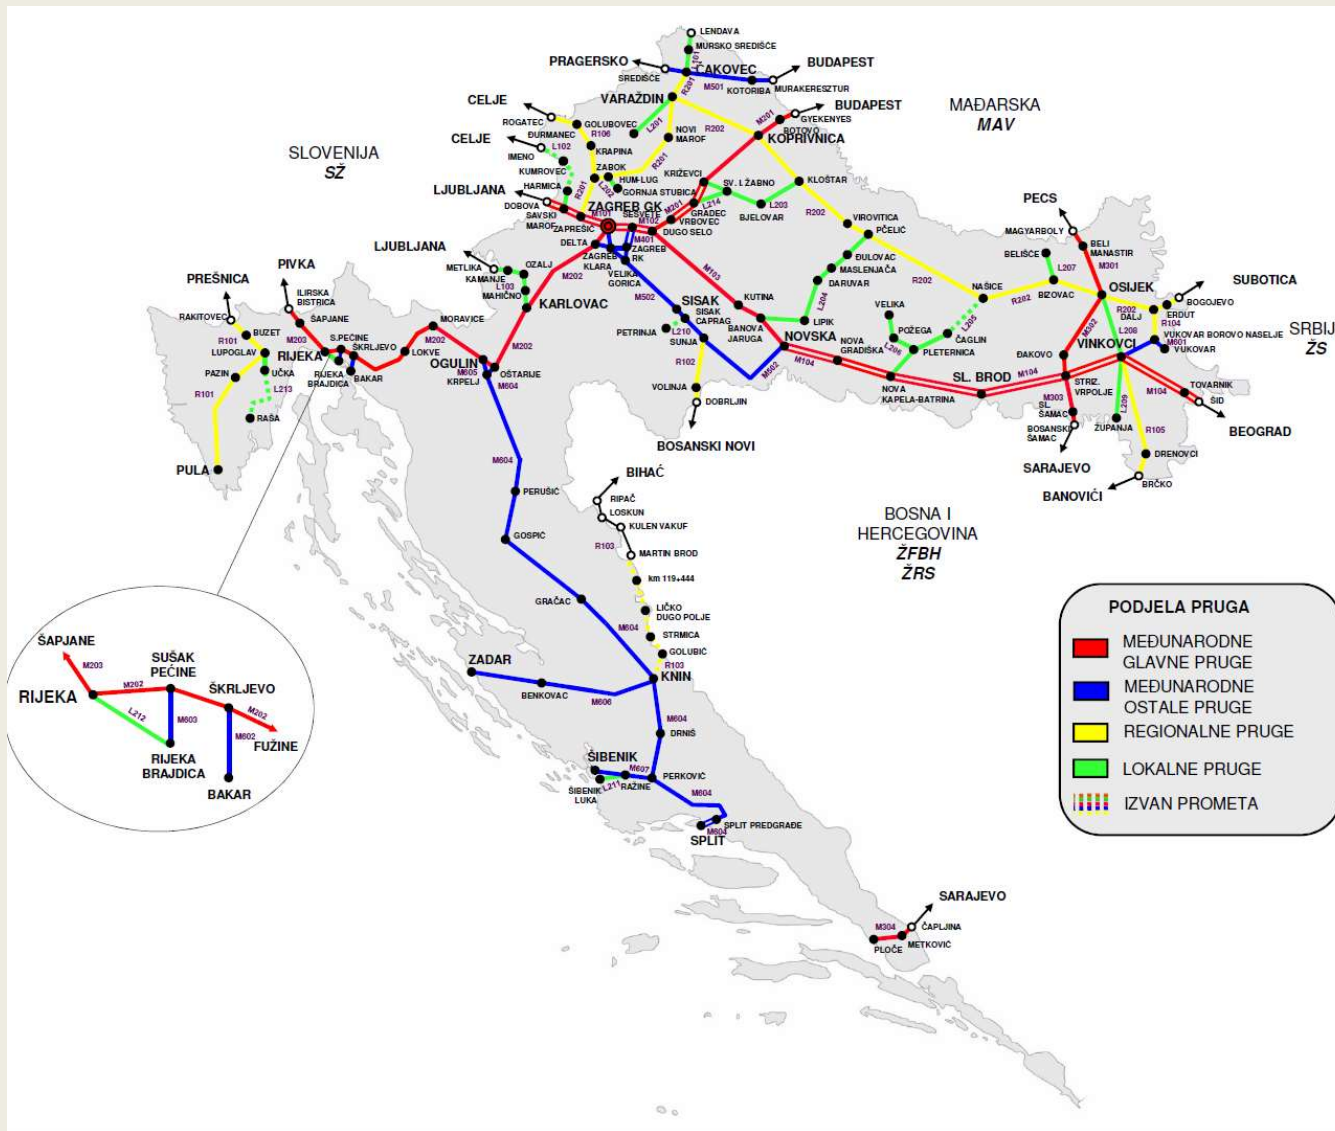 LENDAVA
MURSKO SREDIŠĆE
L101
PRAGERSKO
SREDIŠĆE
ČAKOVEC
BUDAPEST
M501
KOTORIBA
MURAKERESZTUR
R201
CELJE
VARAŽDIN
BUDAPEST
MAĐARSKA
MAV
ROGATEC
GOLUBOVEC
L201
M201
GYEKENYES
BOTOVO
ĐURMANEC
R106
NOVI
MAROF
R202
KOPRIVNICA
CELJE
L102
KRAPINA
SLOVENIJA
SŽ
IMENO
KUMROVEC
ZABOK
R201
KRIŽEVCI
HUM-LUG
SV. I ŽABNO
KLOŠTAR
HARMICA
L202
GORNJA STUBICA
LJUBLJANA
R201
DOBOVA
ZAGREB GK
M201
L214
GRADEC
BJELOVAR
L203
R202
PECS
SAVSKI
MAROF
M101
SESVETE
M102
VRBOVEC
VIROVITICA
MAGYARBOLY
ZAPREŠIĆ
DUGO SELO
PČELIĆ
LJUBLJANA
DELTA
M401
ZAGREB
RK
BELI
MANASTIR
METLIKA
OZALJ
ZAGREB
KLARA
ĐULOVAC
BELIŠĆE
M301
KAMANJE
VELIKA
GORICA
M103
MASLENJAČA
L207
SUBOTICA
PREŠNICA
PIVKA
L103
M202
DARUVAR
R202
MAHIČNO
M502
NAŠICE
OSIJEK
BOGOJEVO
ILIRSKA
BISTRICA
KARLOVAC
SISAK
KUTINA
L204
VELIKA
R202
BIZOVAC
R202
ERDUT
RAKITOVEC
ŠAPJANE
MORAVICE
SISAK
CAPRAG
DALJ
SRBIJ
ŽS
BUZET
M203
S.PEĆINE
PETRINJA
L210
BANOVA
JARUGA
LIPIK
POŽEGA
L205
M302
L208
R104
VUKOVAR BOROVO NASELJE
R101
ŠKRLJEVO
M202
SUNJA
NOVSKA
ČAGLIN
VINKOVCI
M601
LUPOGLAV
RIJEKA
M202
NOVA
GRADIŠKA
L206
PLETERNICA
ĐAKOVO
VUKOVAR
PAZIN
UČKA
RIJEKA
BRAJDICA
LOKVE
OGULIN
R102
M104
BAKAR
M605
OŠTARIJE
M502
SL. BROD
M104
TOVARNIK
R101
L213
KRPELJ
M604
VOLINJA
NOVA
KAPELA-BATRINA
STRIZ.
VRPOLJE
M104
ŠID
RAŠA
DOBRLJIN
M303
SL.
ŠAMAC
L209
BOSANSKI
ŠAMAC
ŽUPANJA
R105
BEOGRAD
BOSANSKI NOVI
PULA
M604
SARAJEVO
DRENOVCI
BIHAĆ
BRČKO
BANOVIĆI
PERUŠIĆ
RIPAČ
LOSKUN
BOSNA I
HERCEGOVINA
ŽFBH
ŽRS
KULEN VAKUF
GOSPIĆ
R103
MARTIN BROD
km 119+444
GRAČAC
LIČKO
DUGO POLJE
M604
STRMICA
GOLUBIĆ
ZADAR
R103
KNIN
BENKOVAC
M606
M604
DRNIŠ
ŠIBENIK
M607
PERKOVIĆ
ŠIBENIK
LUKA
L211
RAŽINE
M604
SPLIT PREDGRAĐE
M604
SPLIT
SARAJEVO
M304
ČAPLJINA
PLOČE
METKOVIĆ
ŠAPJANE
M203
SUŠAK
PEĆINE
M202
ŠKRLJEVO
RIJEKA
M202
L212
M603
M602
FUŽINE
RIJEKA
BRAJDICA
BAKAR
PODJELA PRUGA
MEĐUNARODNE
GLAVNE PRUGE
MEĐUNARODNE
OSTALE PRUGE
REGIONALNE PRUGE
LOKALNE PRUGE
IZVAN PROMETA